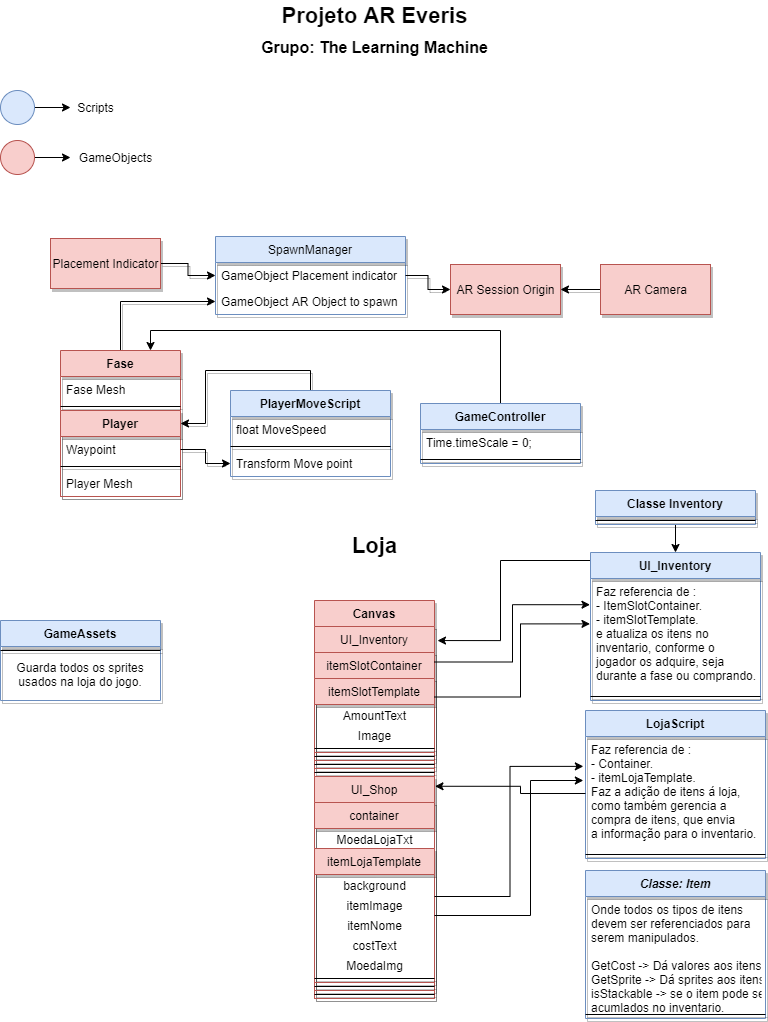 Projeto AR Everis
Grupo: The Learning Machine
Scripts
GameObjects
Placement Indicator
SpawnManager
GameObject Placement indicator
GameObject AR Object to spawn
AR Session Origin
AR Camera
Fase
Fase Mesh
Player
Waypoint
Player Mesh
PlayerMoveScript
float MoveSpeed
Transform Move point
GameController
Time.timeScale = 0;
Classe Inventory
UI_Inventory
Faz referencia de :
- ItemSlotContainer.
- itemSlotTemplate.
e atualiza os itens no
inventario, conforme o
jogador os adquire, seja
durante a fase ou comprando.
Loja
GameAssets
Guarda todos os sprites
usados na loja do jogo.
Canvas
UI_Inventory
itemSlotContainer
itemSlotTemplate
AmountText
Image
UI_Shop
container
MoedaLojaTxt
itemLojaTemplate
background
itemImage
itemNome
costText
MoedaImg
LojaScript
Faz referencia de :
- Container.
- itemLojaTemplate.
Faz a adição de itens á loja,
como também gerencia a
compra de itens, que envia
a informação para o inventario.
Classe: Item
Onde todos os tipos de itens
devem ser referenciados para
serem manipulados.
GetCost -> Dá valores aos itens
GetSprite -> Dá sprites aos itens
isStackable -> se o item pode se
acumlados no inventario.